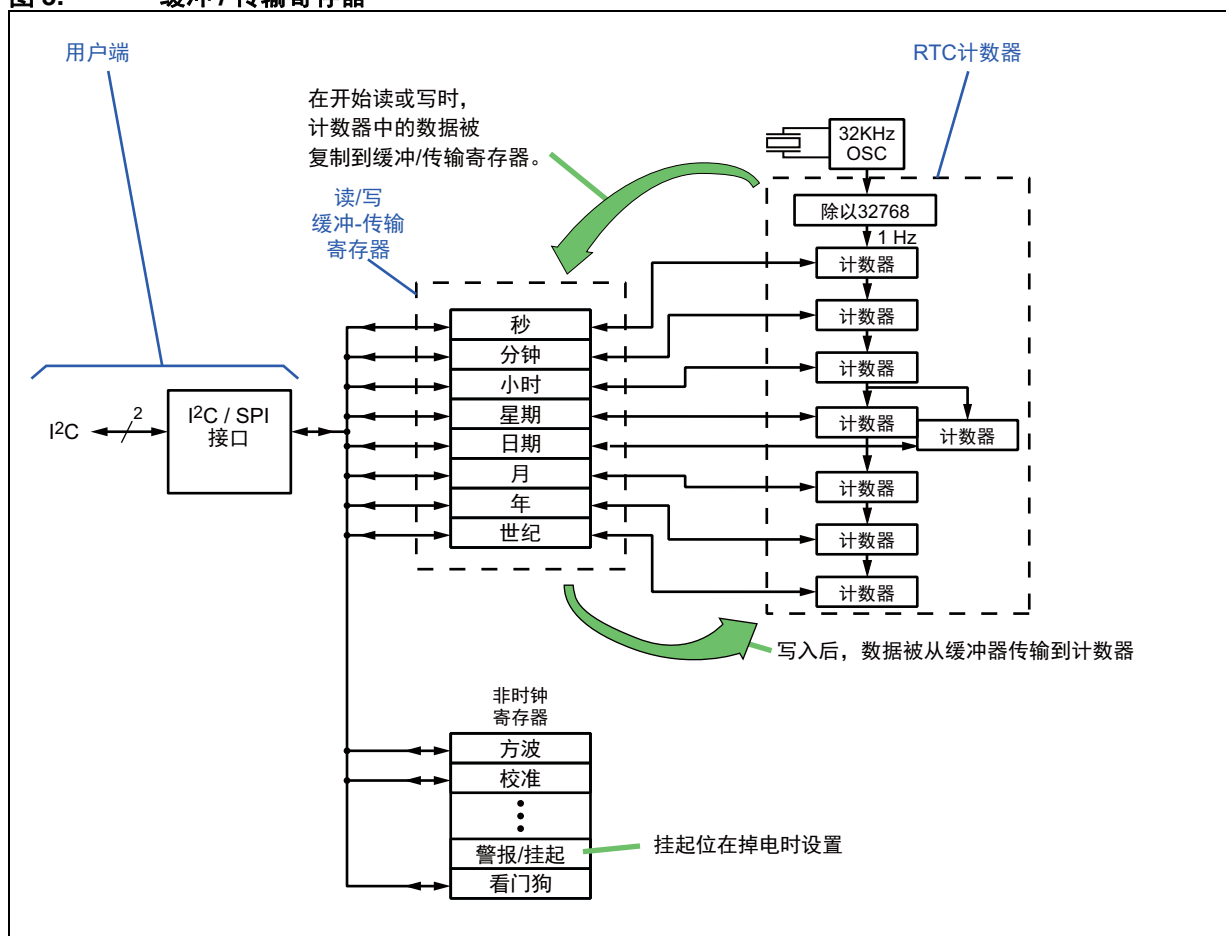 用户端
RTC计数器
在开始读或写时，
计数器中的数据被
复制到缓冲/传输寄存器。
32KHz
OSC
读/写
缓冲-传输
寄存器
除以32768
1 Hz
计数器
计数器
计数器
计数器
计数器
计数器
计数器
计数器
秒
分钟
小时
星期
日期
月
年
世纪
I2C
2
I2C / SPI
接口
写入后，数据被从缓冲器传输到计数器
非时钟
寄存器
方波
校准
警报/挂起
看门狗
挂起位在掉电时设置